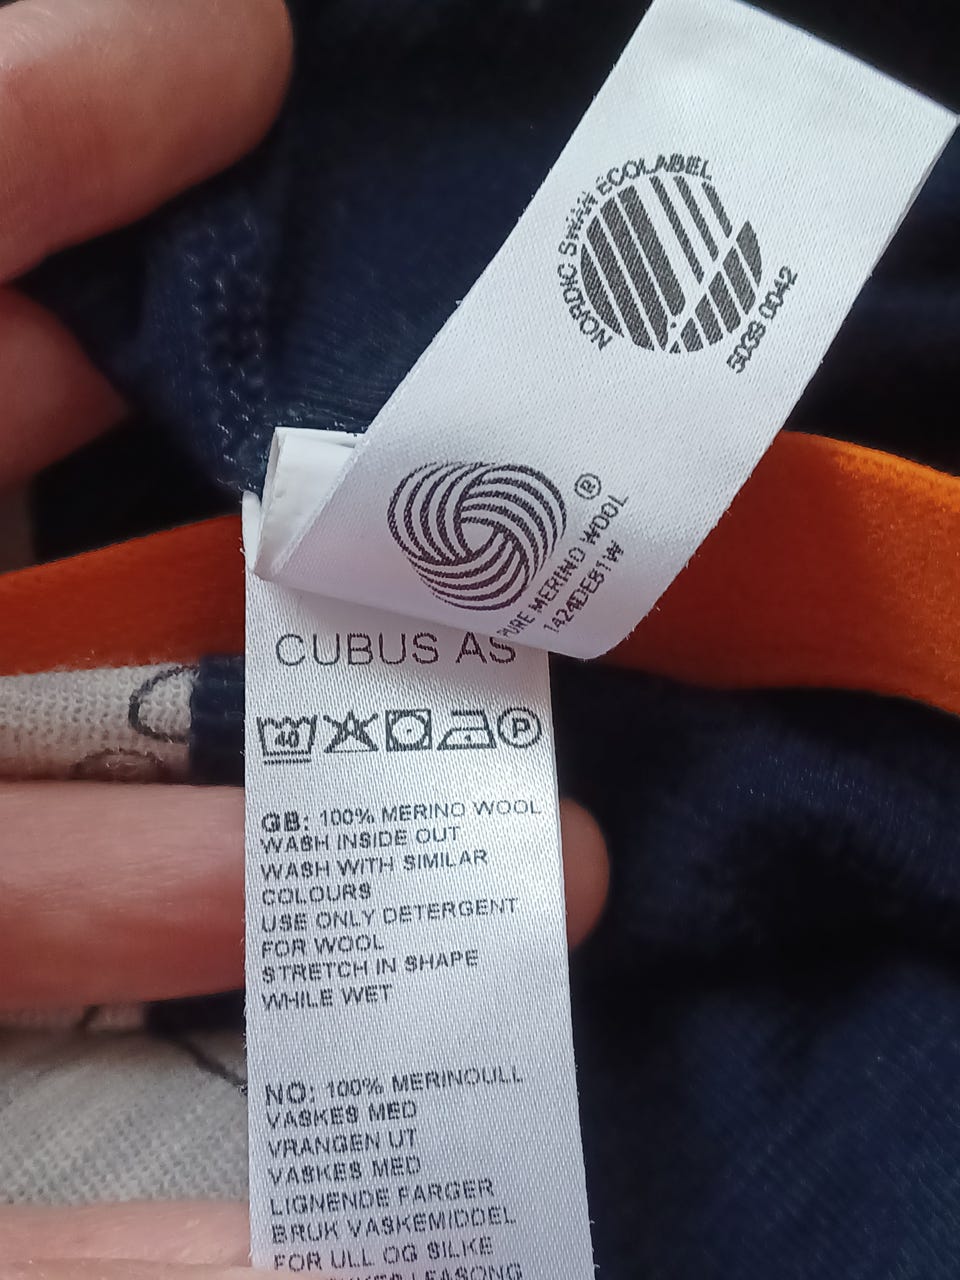 NORDIC SWAN ECOLABEL
5039 0042
®
PURE MERINO WOOL
CUBUS AS
40
P
GB: 100% MERINO WOOL
WASH INSIDE OUT
WASH WITH SIMILAR
COLOURS
USE ONLY DETERGENT
FOR WOOL
STRETCH IN SHAPE
WHILE WET
NO: 100% MERINOULL
VASKES MED
VRANGEN UT
VASKES MED
LIGNENDE FARGER
BRUK VASKEMIDDEL
FOR ULL OG SILKE